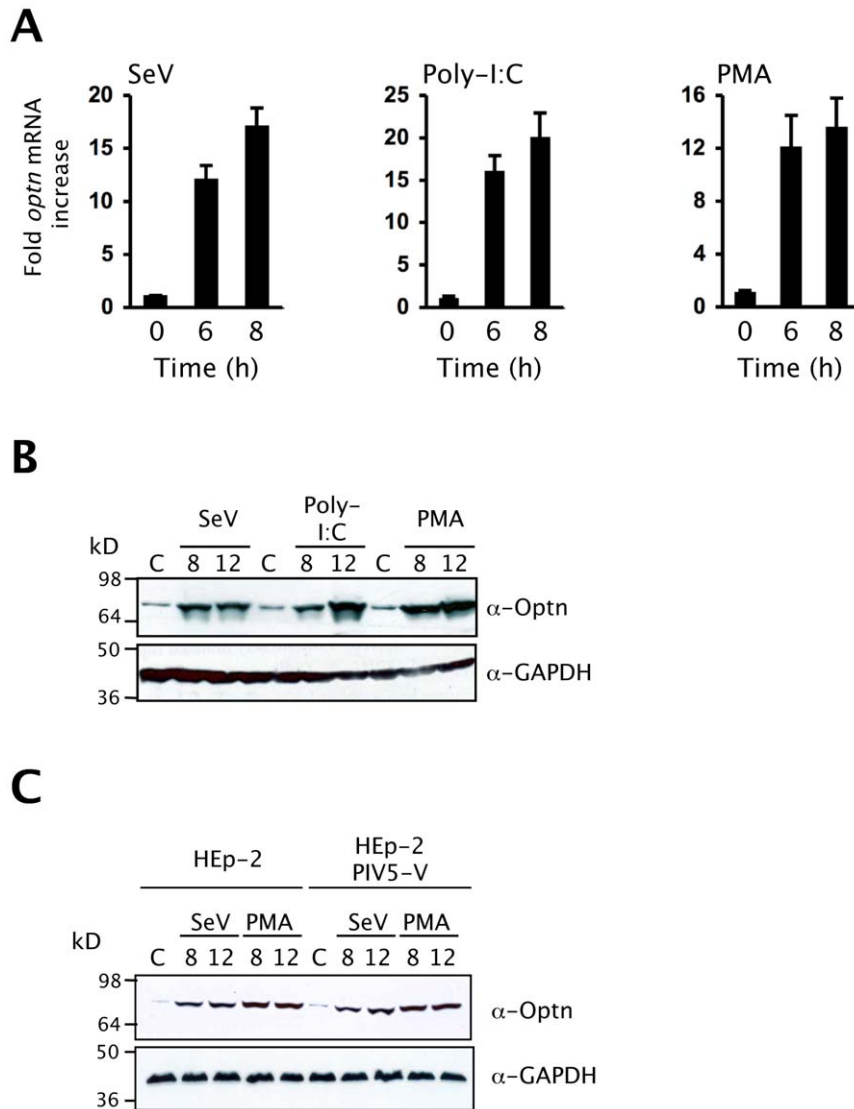 A
SeV
Poly-I:C
PMA
Fold optn mRNA
increase
20
15
10
5
0
25
20
15
10
5
0
16
12
8
4
0
0 6 8
0 6 8
0 6 8
Time (h)
Time (h)
Time (h)
B
SeV
Poly-
I:C
PMA
kD
C 8 12 C 8 12 C 8 12
98
64
α-Optn
50
36
α-GAPDH
C
HEp-2
HEp-2
PIV5-V
SeV PMA SeV PMA
kD
C 8 12 8 12 C 8 12 8 12
98
64
α-Optn
50
36
α-GAPDH